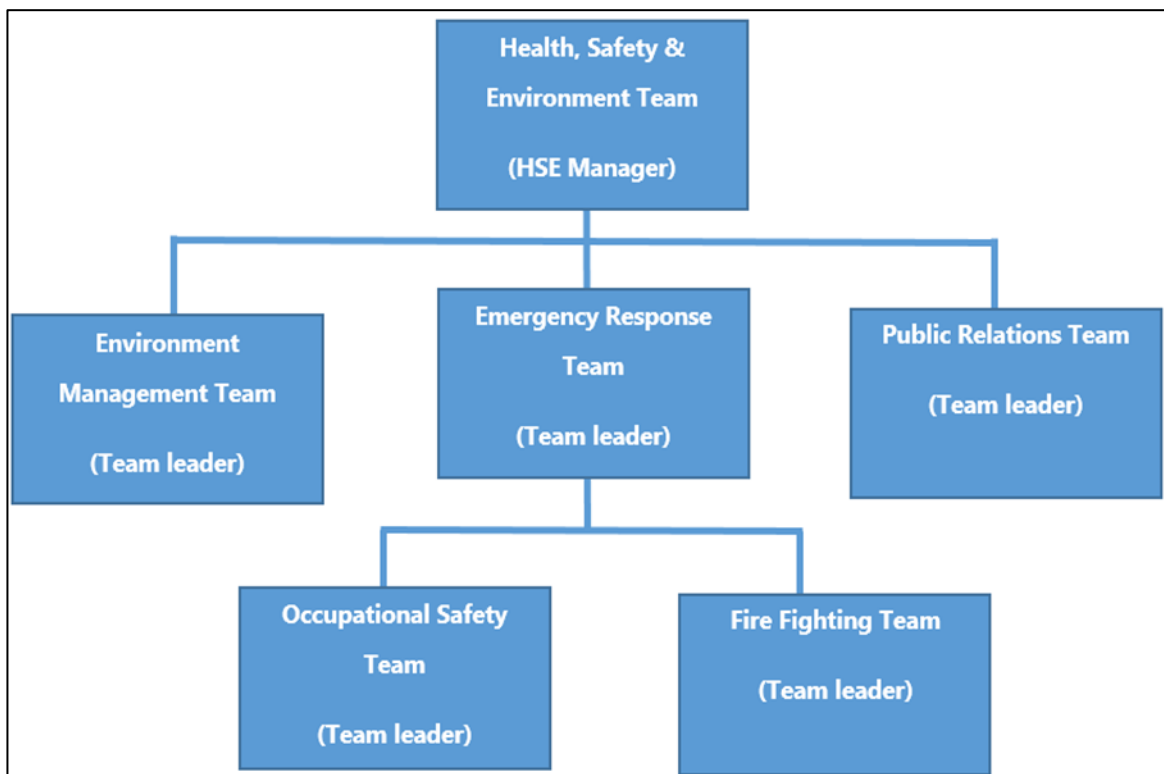 Health, Safety &
Environment Team
(HSE Manager)
Environment
Management Team
(Team leader)
Emergency Response
Team
(Team leader)
Public Relations Team
(Team leader)
Occupational Safety
Team
(Team leader)
Fire Fighting Team
(Team leader)